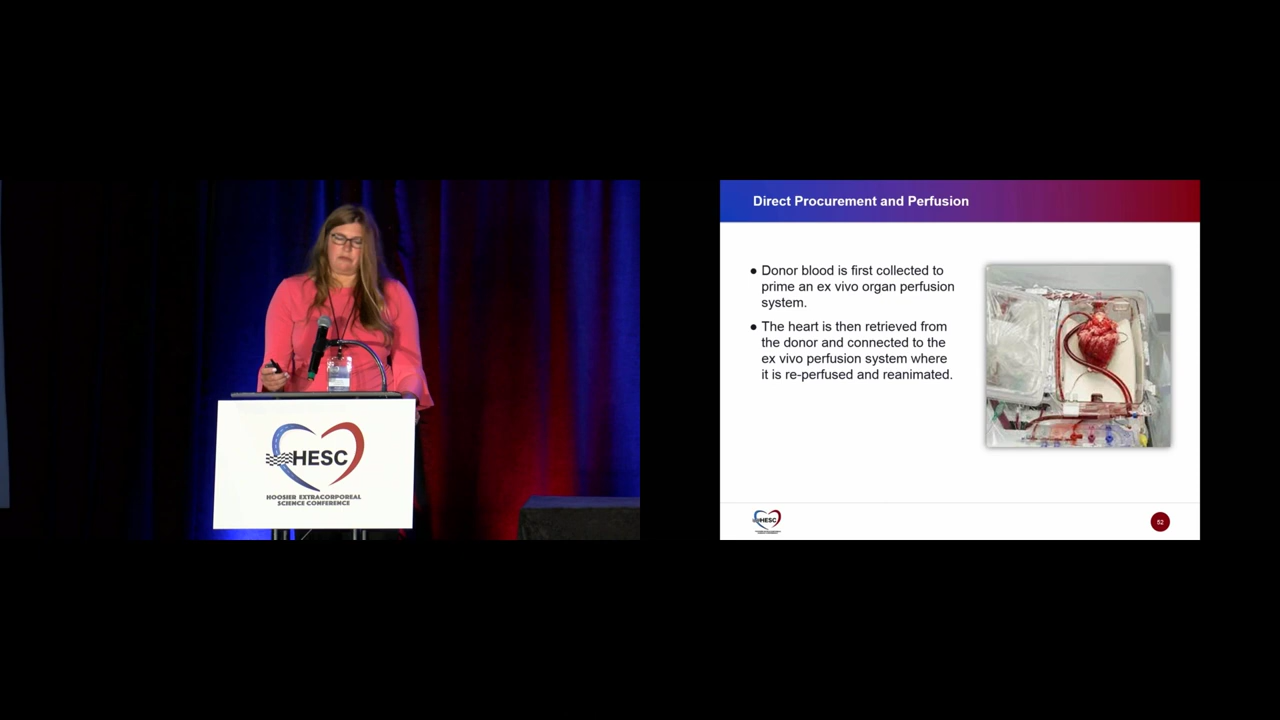 HESC
HOOSIER EXTRACORPOREAL
SCIENCE CONFERENCE
Direct Procurement and Perfusion
● Donor blood is first collected to
prime an ex vivo organ perfusion
system.
● The heart is then retrieved from
the donor and connected to the
ex vivo perfusion system where
it is re-perfused and reanimated.
HESC
52